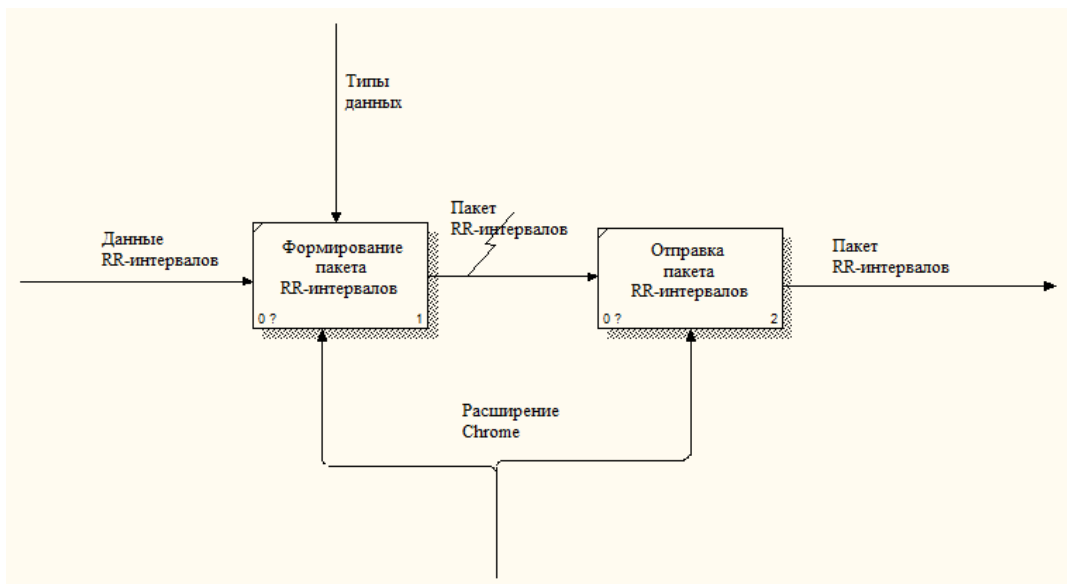 Типы
данных
Данные
RR-интервалов
Формирование
пакета
RR-интервалов
0 ?
1
Пакет
RR-интервалов
Отправка
пакета
RR-интервалов
0 ?
2
Пакет
RR-интервалов
Расширение
Chrome